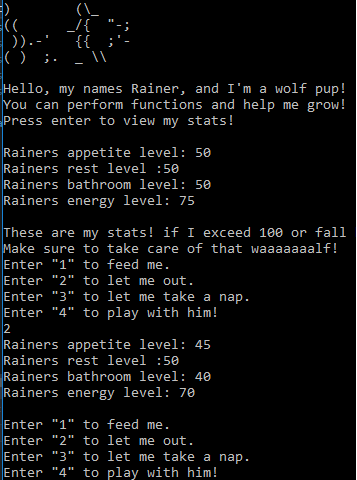 Hello, my names Rainer, and I'm a wolf pup!
You can perform functions and help me grow!
Press enter to view my stats!
Rainers appetite level: 50
Rainers rest level :50
Rainers bathroom level: 50
Rainers energy level: 75
These are my stats! if I exceed 100 or fall
Make sure to take care of that waaaaaaalf!
Enter "1" to feed me.
Enter "2" to let me out.
Enter "3" to let me take a nap.
Enter "4" to play with him!
2
Rainers appetite level: 45
Rainers rest level :50
Rainers bathroom level: 40
Rainers energy level: 70
Enter "1" to feed me.
Enter "2" to let me out.
Enter "3" to let me take a nap.
Enter "4" to play with him!